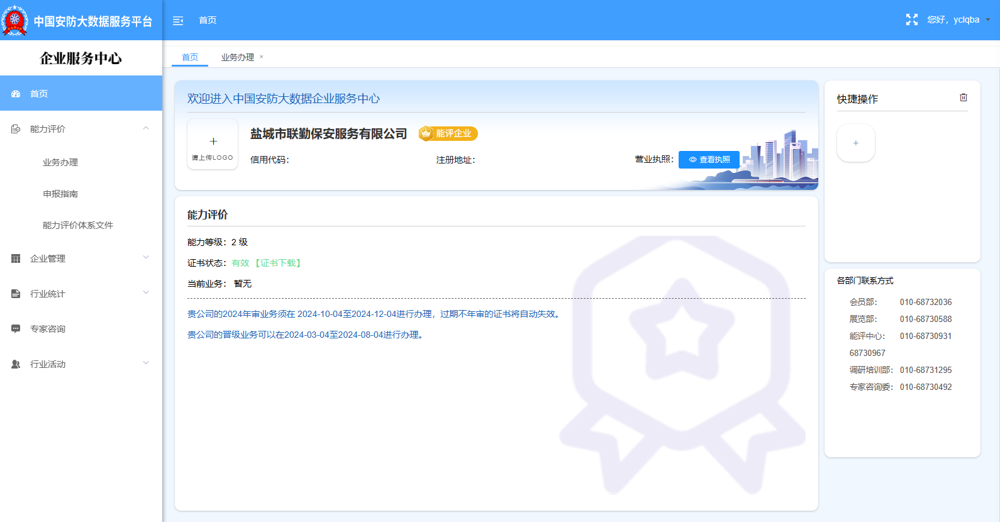 中国安防大数据服务平台
首页
您好，yclqba
企业服务中心
首页
业务办理 ×
首页
能力评价
业务办理
申报指南
能力评价体系文件
企业管理
行业统计
专家咨询
行业活动
欢迎进入中国安防大数据企业服务中心
+
请上传LOGO
盐城市联勤保安服务有限公司
能评企业
信用代码：
注册地址：
营业执照：
查看执照
能力评价
能力等级：2 级
证书状态：有效 【证书下载】
当前业务： 暂无
贵公司的2024年审业务须在 2024-10-04至2024-12-04进行办理，过期不年审的证书将自动失效。
贵公司的晋级业务可以在2024-03-04至2024-08-04进行办理。
快捷操作
+
各部门联系方式
会员部： 010-68732036
展览部： 010-68730588
能评中心： 010-68730931
68730967
调研培训部： 010-68731295
专家咨询委： 010-68730492